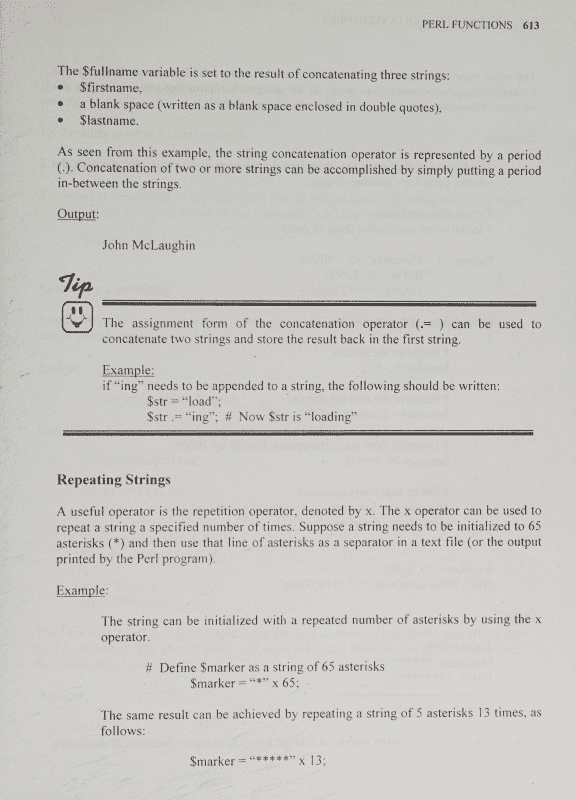 PERL FUNCTIONS 613
The $fullname variable is set to the result of concatenating three strings:
• $firstname,
• a blank space (written as a blank space enclosed in double quotes),
• $lastname.
As seen from this example, the string concatenation operator is represented by a period
(.). Concatenation of two or more strings can be accomplished by simply putting a period
in-between the strings.
Output:
John McLaughin
Tip
The assignment form of the concatenation operator (.= ) can be used to
concatenate two strings and store the result back in the first string.
Example:
if “ing” needs to be appended to a string, the following should be written:
$str = “load”;
$str .= “ing”; # Now $str is “loading”
Repeating Strings
A useful operator is the repetition operator, denoted by x. The x operator can be used to
repeat a string a specified number of times. Suppose a string needs to be initialized to 65
asterisks (*) and then use that line of asterisks as a separator in a text file (or the output
printed by the Perl program).
Example:
The string can be initialized with a repeated number of asterisks by using the x
operator.
# Define $marker as a string of 65 asterisks
$marker = “*” x 65;
The same result can be achieved by repeating a string of 5 asterisks 13 times, as
follows:
$marker = “*****” x 13;